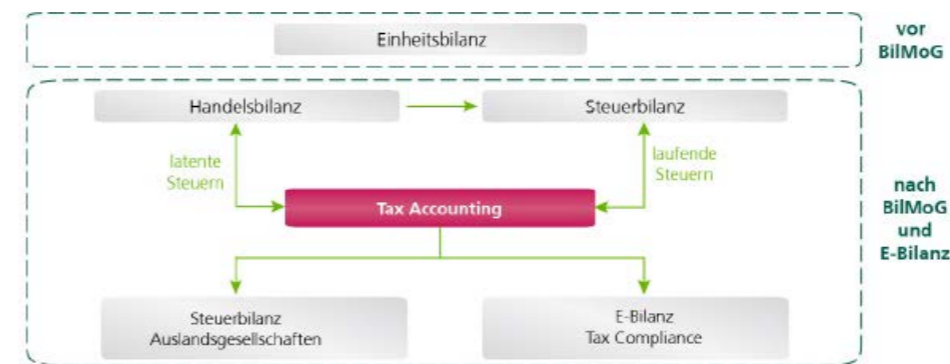 Einheitsbilanz
vor
BilMoG
Handelsbilanz
Steuerbilanz
latente
Steuern
laufende
Steuern
Tax Accounting
nach
BilMoG
und
E-Bilanz
Steuerbilanz
Auslandsgesellschaften
E-Bilanz
Tax Compliance